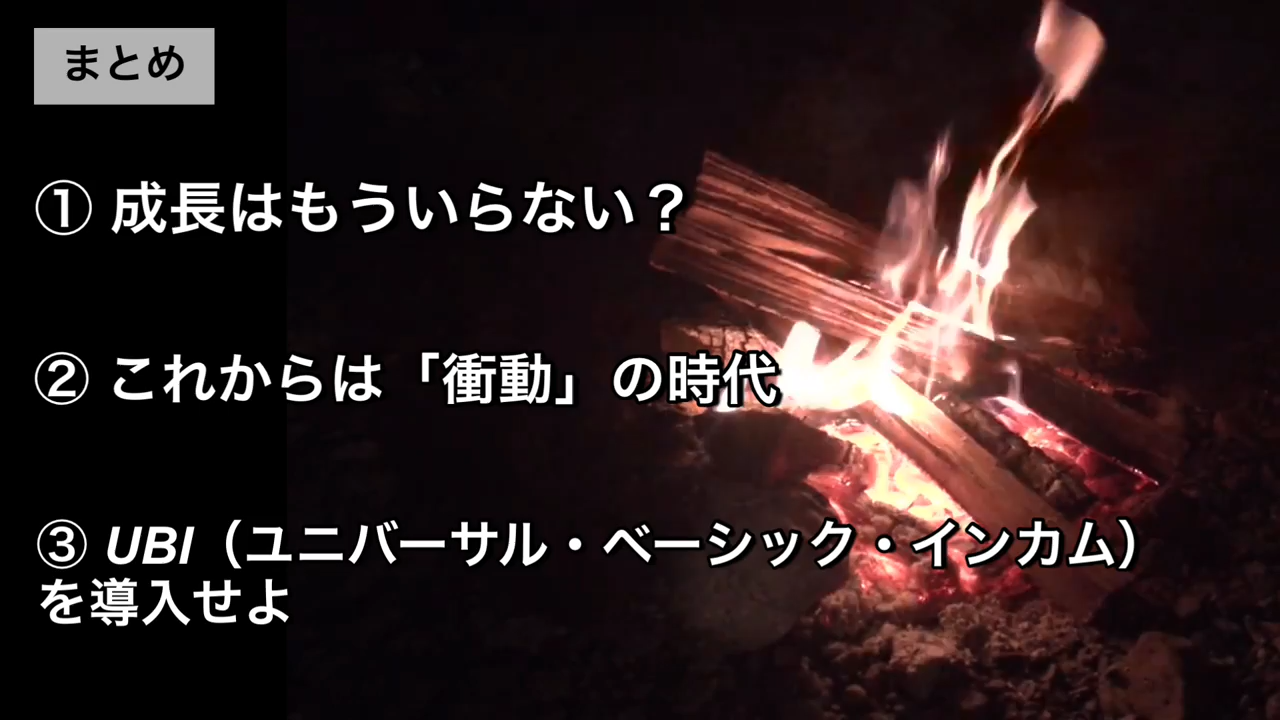 まとめ
① 成長はもういらない？
② これからは「衝動」の時代
③ UBI（ユニバーサル・ベーシック・インカム）
を導入せよ